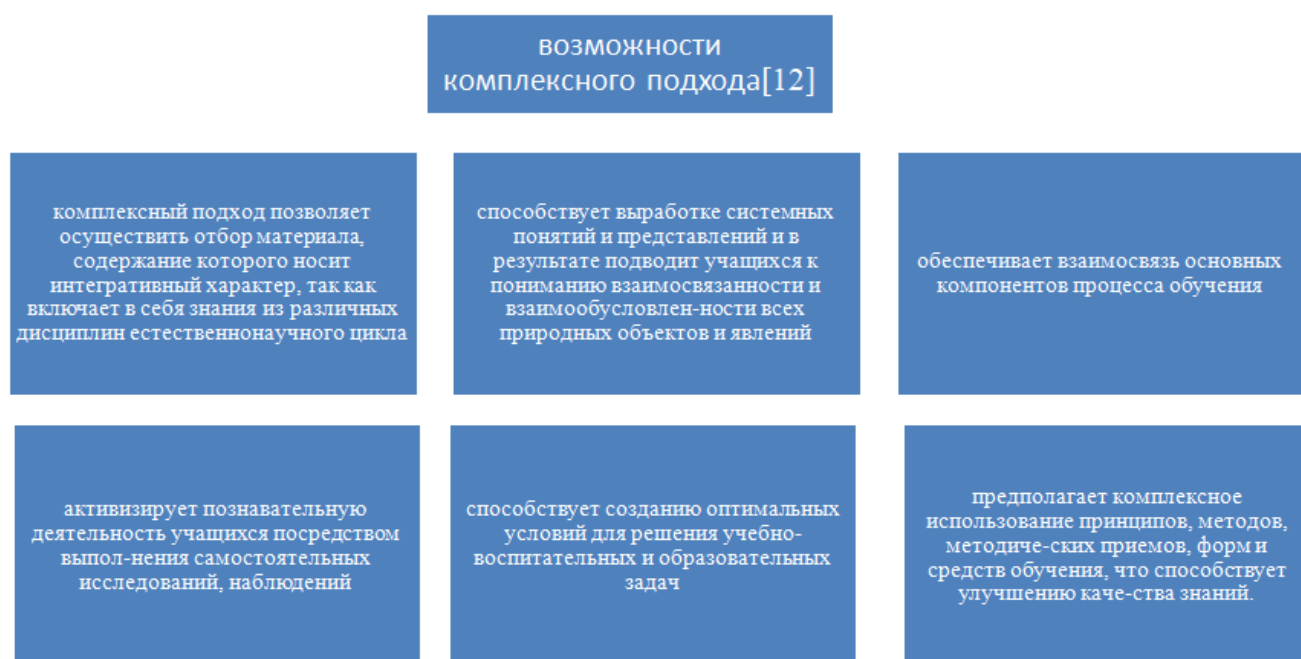 возможности
комплексного подхода[12]
комплексный подход позволяет
осуществить отбор материала,
содержание которого носит
интегративный характер, так как
включает в себя знания из различных
дисциплин естественнонаучного цикла
способствует выработке системных
понятий и представлений и в
результате подводит учащихся к
пониманию взаимосвязанности и
взаимообусловлен-ности всех
природных объектов и явлений
обеспечивает взаимосвязь основных
компонентов процесса обучения
активизирует познавательную
деятельность учащихся посредством
выпол-нения самостоятельных
исследований, наблюдений
способствует созданию оптимальных
условий для решения учебно-
воспитательных и образовательных
задач
предполагает комплексное
использование принципов, методов,
методиче-ских приемов, форм и
средств обучения, что способствует
улучшению каче-ства знаний.